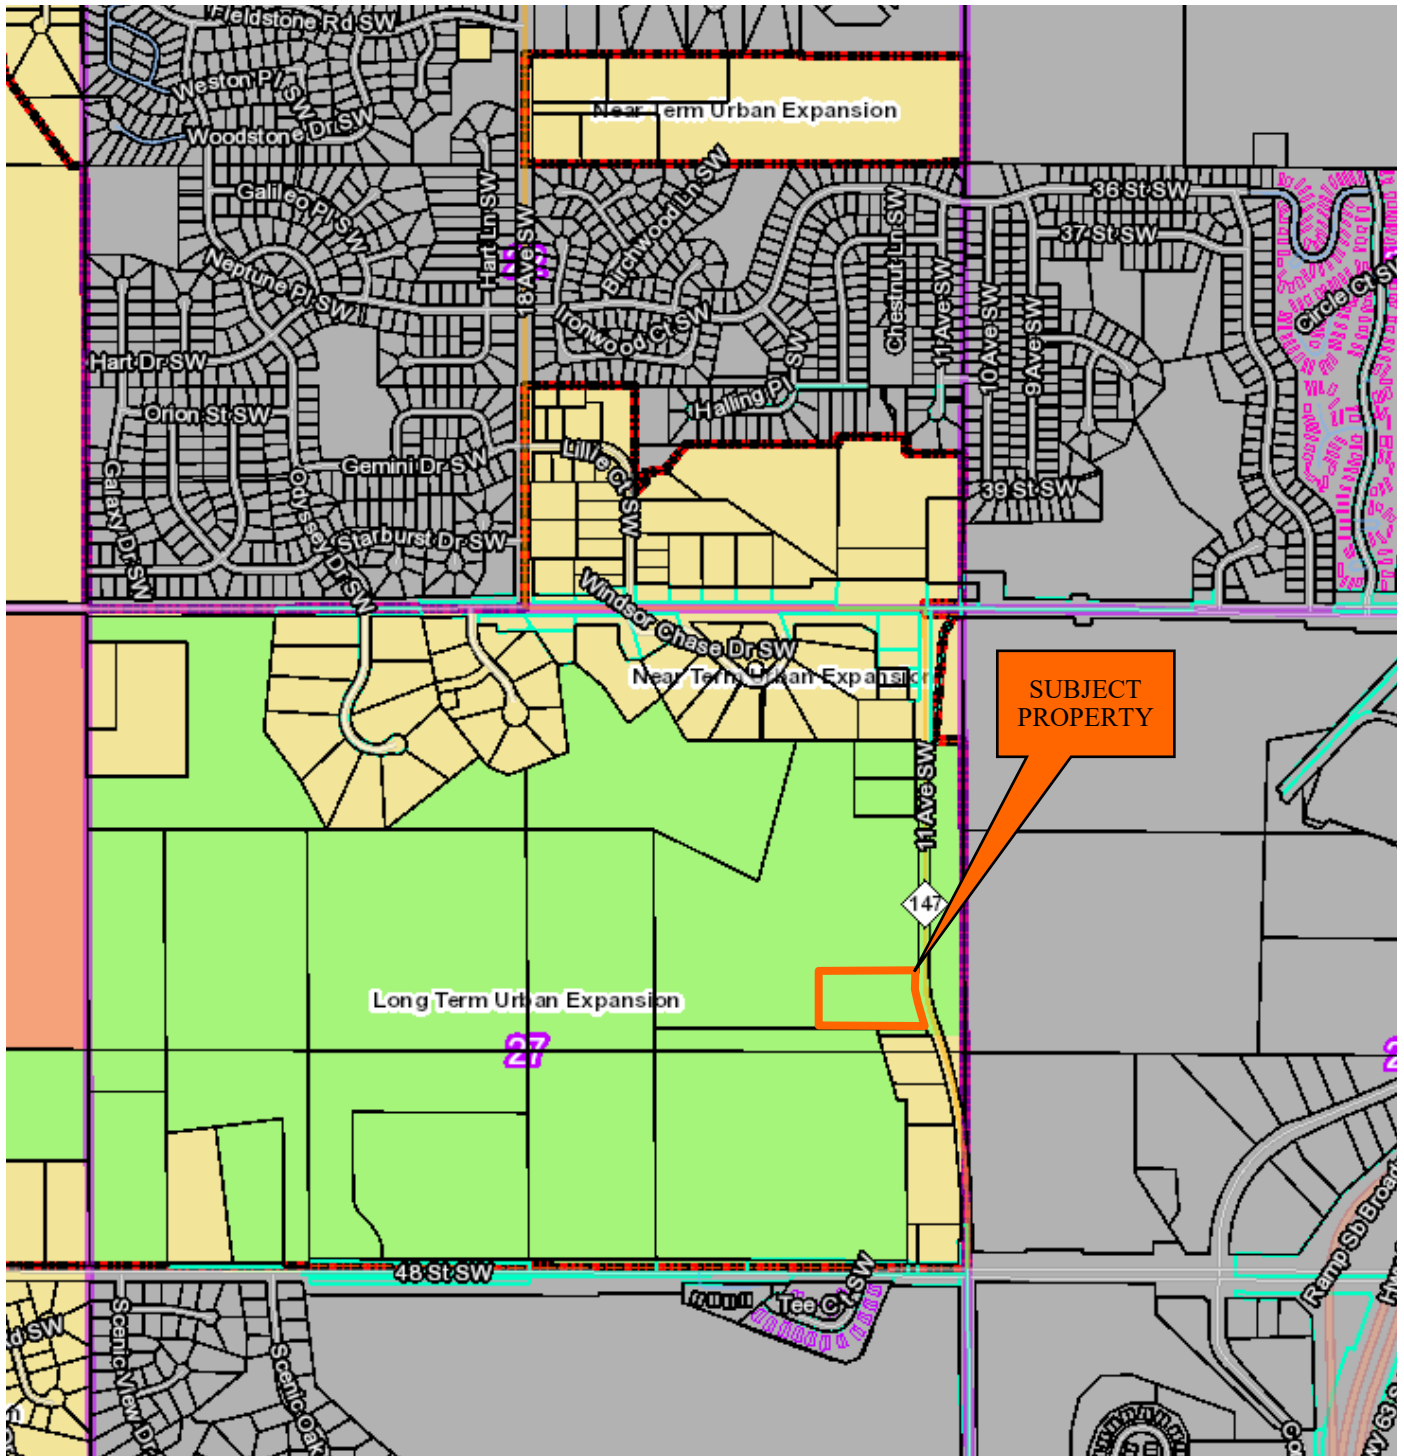 Fieldstone Rd SW
Weston Pl SW
Woodstone Dr SW
Near Term Urban Expansion
Galileo Pl SW
Hart Ln SW
18 Ave SW
Birchwood Ln SW
Chestnut Ln SW
11 Ave SW
36 St SW
37 St SW
Neptune Pl SW
Ironwood Ct SW
10 Ave SW
9 Ave SW
Circle Ct S
Hart Dr SW
Halling Pl SW
Orion St SW
Gemini Dr SW
Lillie Ct SW
39 St SW
Galaxy Dr SW
Odyssey Dr SW
Starburst Dr SW
Windsor Chase Dr SW
Near Term Urban Expansion
SUBJECT
PROPERTY
11 Ave SW
147
Long Term Urban Expansion
27
48 St SW
Tee Ct SW
Ramp Sb Broad
Scenic View Dr
Scenic Oak
d SW
Hwy 63 S